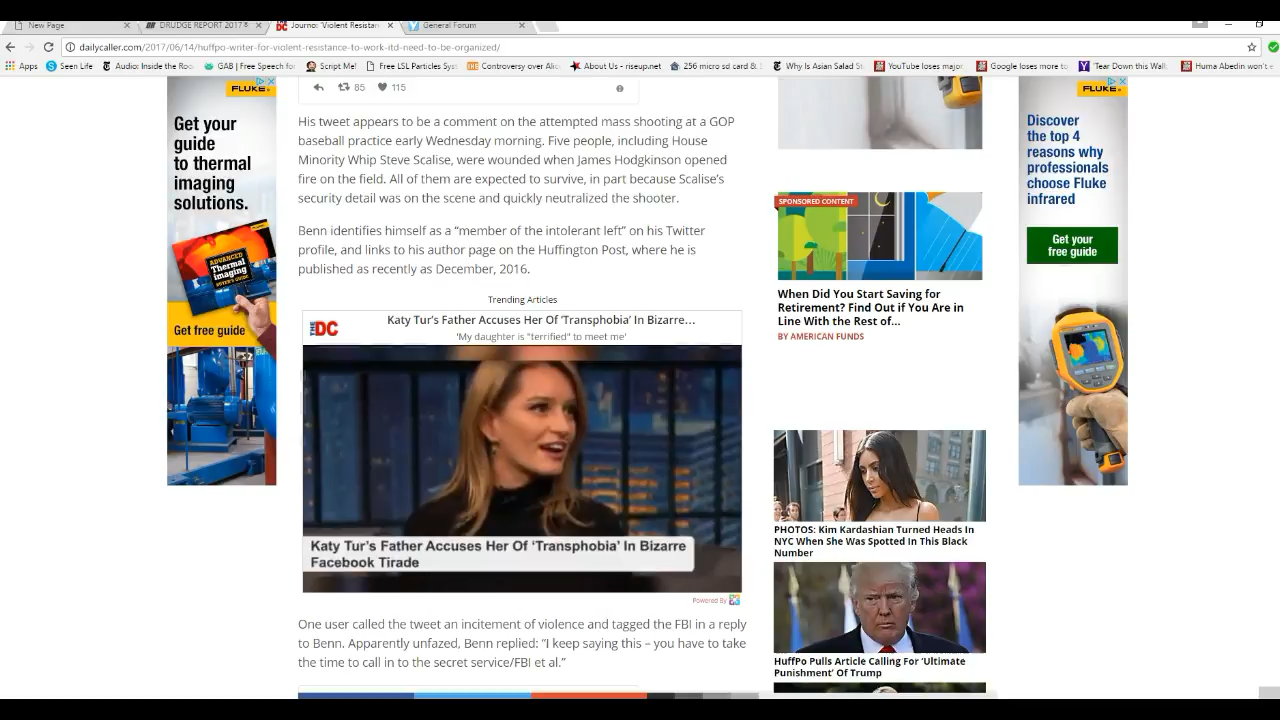 New Page
DRUDGE REPORT 2017®
Journo: 'Violent Resistan
General Forum
dailycaller.com/2017/06/14/huffpo-writer-for-violent-resistance-to-work-itd-need-to-be-organized/
Apps
Seen Life
Audio: Inside the Roo
GAB | Free Speech for
Script Me!
Free LSL Particles Sys
Controversy over Alic
About Us - riseup.net
256 micro sd card &
Why Is Asian Salad St
YouTube loses major
Google loses more to
'Tear Down this Wall
Huma Abedin won't e
85
115
His tweet appears to be a comment on the attempted mass shooting at a GOP
baseball practice early Wednesday morning. Five people, including House
Minority Whip Steve Scalise, were wounded when James Hodgkinson opened
fire on the field. All of them are expected to survive, in part because Scalise's
security detail was on the scene and quickly neutralized the shooter.
Benn identifies himself as a “member of the intolerant left” on his Twitter
profile, and links to his author page on the Huffington Post, where he is
published as recently as December, 2016.
Trending Articles
THE DC
Katy Tur's Father Accuses Her Of 'Transphobia' In Bizarre…
'My daughter is "terrified" to meet me'
Katy Tur's Father Accuses Her Of 'Transphobia' In Bizarre
Facebook Tirade
Powered By
One user called the tweet an incitement of violence and tagged the FBI in a reply
to Benn. Apparently unfazed, Benn replied: “I keep saying this – you have to take
the time to call in to the secret service/FBI et al.”
FLUKE
Get your
guide
to thermal
imaging
solutions.
ADVANCED
Thermal
imaging
Get free guide
SPONSORED CONTENT
When Did You Start Saving for
Retirement? Find Out if You Are in
Line With the Rest of...
BY AMERICAN FUNDS
PHOTOS: Kim Kardashian Turned Heads In
NYC When She Was Spotted In This Black
Number
HuffPo Pulls Article Calling For 'Ultimate
Punishment' Of Trump
FLUKE
Discover
the top 4
reasons why
professionals
choose Fluke
infrared
Get your
free guide